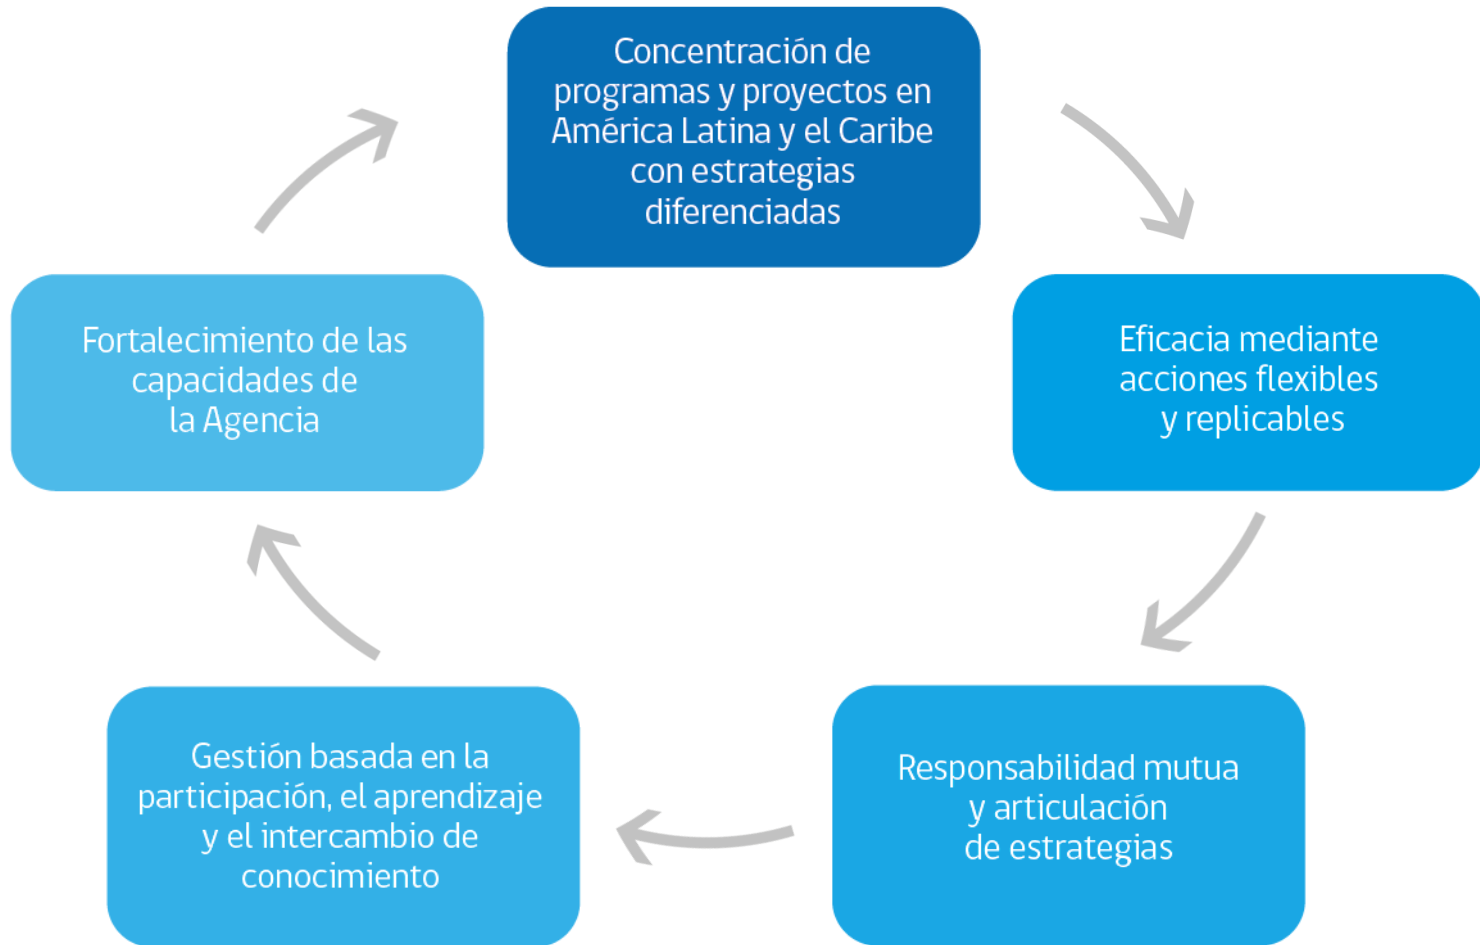 Concentración de
programas y proyectos en
América Latina y el Caribe
con estrategias
diferenciadas
Eficacia mediante
acciones flexibles
y replicables
Responsabilidad mutua
y articulación
de estrategias
Gestión basada en la
participación, el aprendizaje
y el intercambio de
conocimiento
Fortalecimiento de las
capacidades de
la Agencia